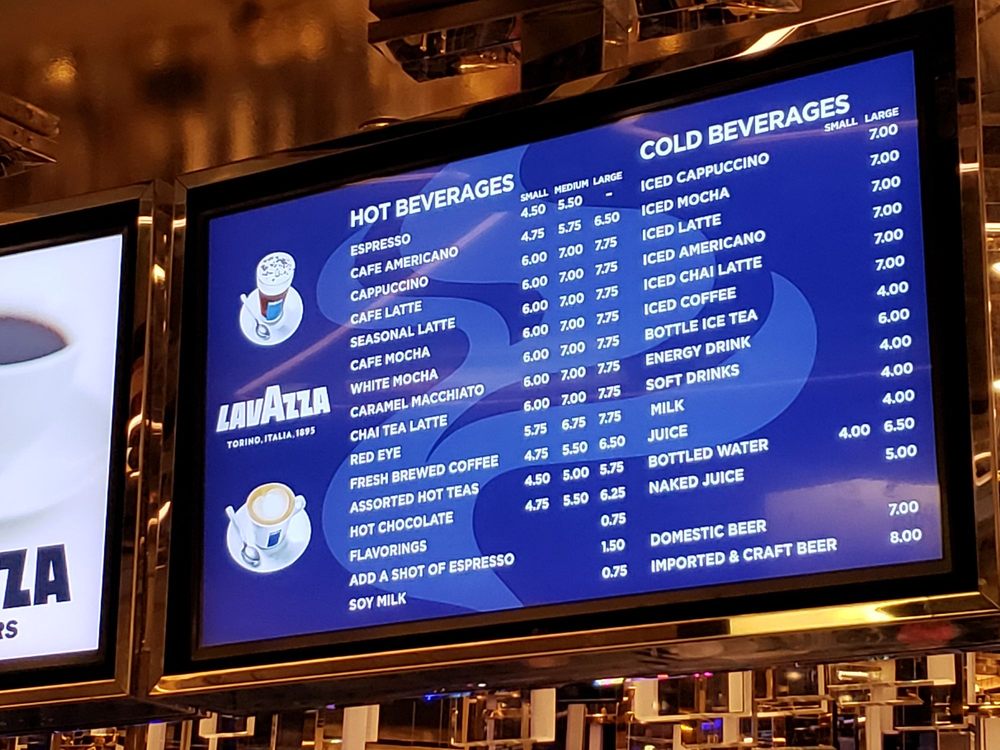 HOT BEVERAGES SMALL MEDIUM LARGE
ESPRESSO 4.50 5.50 –
CAFE AMERICANO 4.75 5.75 6.50
CAPPUCCINO 6.00 7.00 7.75
CAFE LATTE 6.00 7.00 7.75
SEASONAL LATTE 6.00 7.00 7.75
CAFE MOCHA 6.00 7.00 7.75
WHITE MOCHA 6.00 7.00 7.75
CARAMEL MACCHIATO 6.00 7.00 7.75
CHAI TEA LATTE 6.00 7.00 7.75
RED EYE 5.75 6.75 7.75
FRESH BREWED COFFEE 4.75 5.50 6.50
ASSORTED HOT TEAS 4.50 5.00 5.75
HOT CHOCOLATE 4.75 5.50 6.25
FLAVORINGS 0.75
ADD A SHOT OF ESPRESSO 1.50
SOY MILK 0.75
COLD BEVERAGES SMALL LARGE
ICED CAPPUCCINO 7.00
ICED MOCHA 7.00
ICED LATTE 7.00
ICED AMERICANO 7.00
ICED CHAI LATTE 7.00
ICED COFFEE 7.00
BOTTLE ICE TEA 4.00
ENERGY DRINK 6.00
SOFT DRINKS 4.00
MILK 4.00
JUICE 4.00
BOTTLED WATER 4.00 6.50
NAKED JUICE 5.00
DOMESTIC BEER 7.00
IMPORTED & CRAFT BEER 8.00
LAVAZZA
TORINO, ITALIA, 1895
ZZA
RS